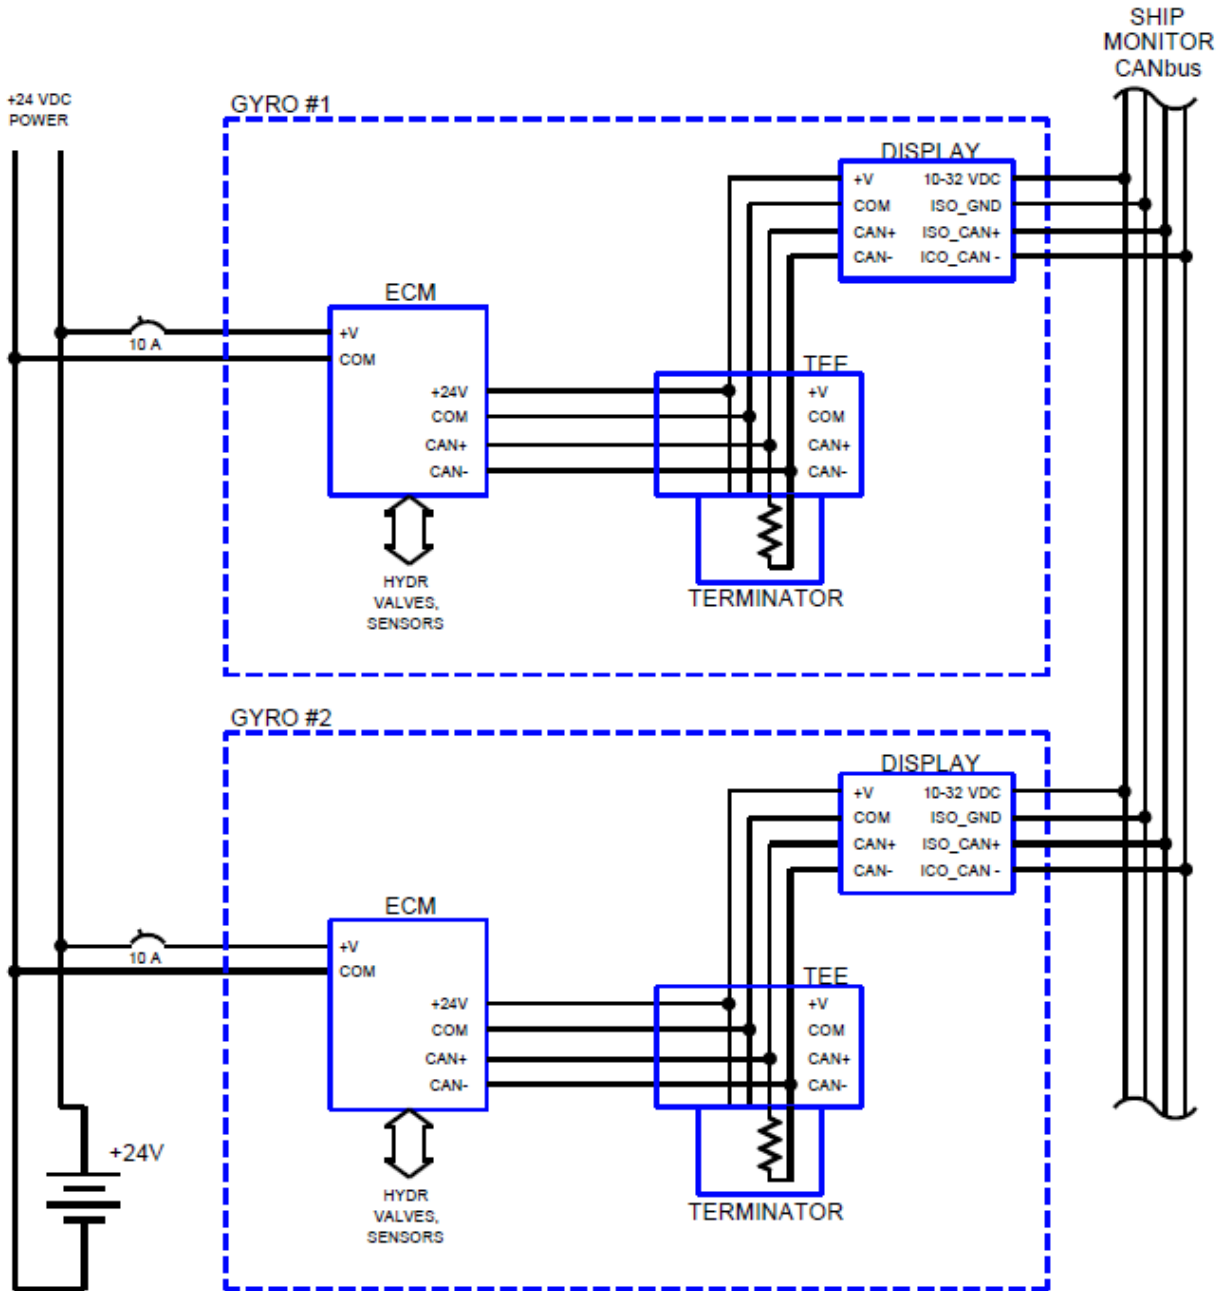 SHIP
MONITOR
CANbus
+24 VDC
POWER
GYRO #1
DISPLAY
+V 10-32 VDC
COM ISO_GND
CAN+ ISO_CAN+
CAN- ICO_CAN -
ECM
+V
10 A
COM
TEE
+24V +V
COM COM
CAN+ CAN+
CAN- CAN-
HYDR
VALVES,
SENSORS
TERMINATOR
GYRO #2
DISPLAY
+V 10-32 VDC
COM ISO_GND
CAN+ ISO_CAN+
CAN- ICO_CAN -
ECM
+V
10 A
COM
TEE
+24V +V
COM COM
CAN+ CAN+
CAN- CAN-
+24V
HYDR
VALVES,
SENSORS
TERMINATOR